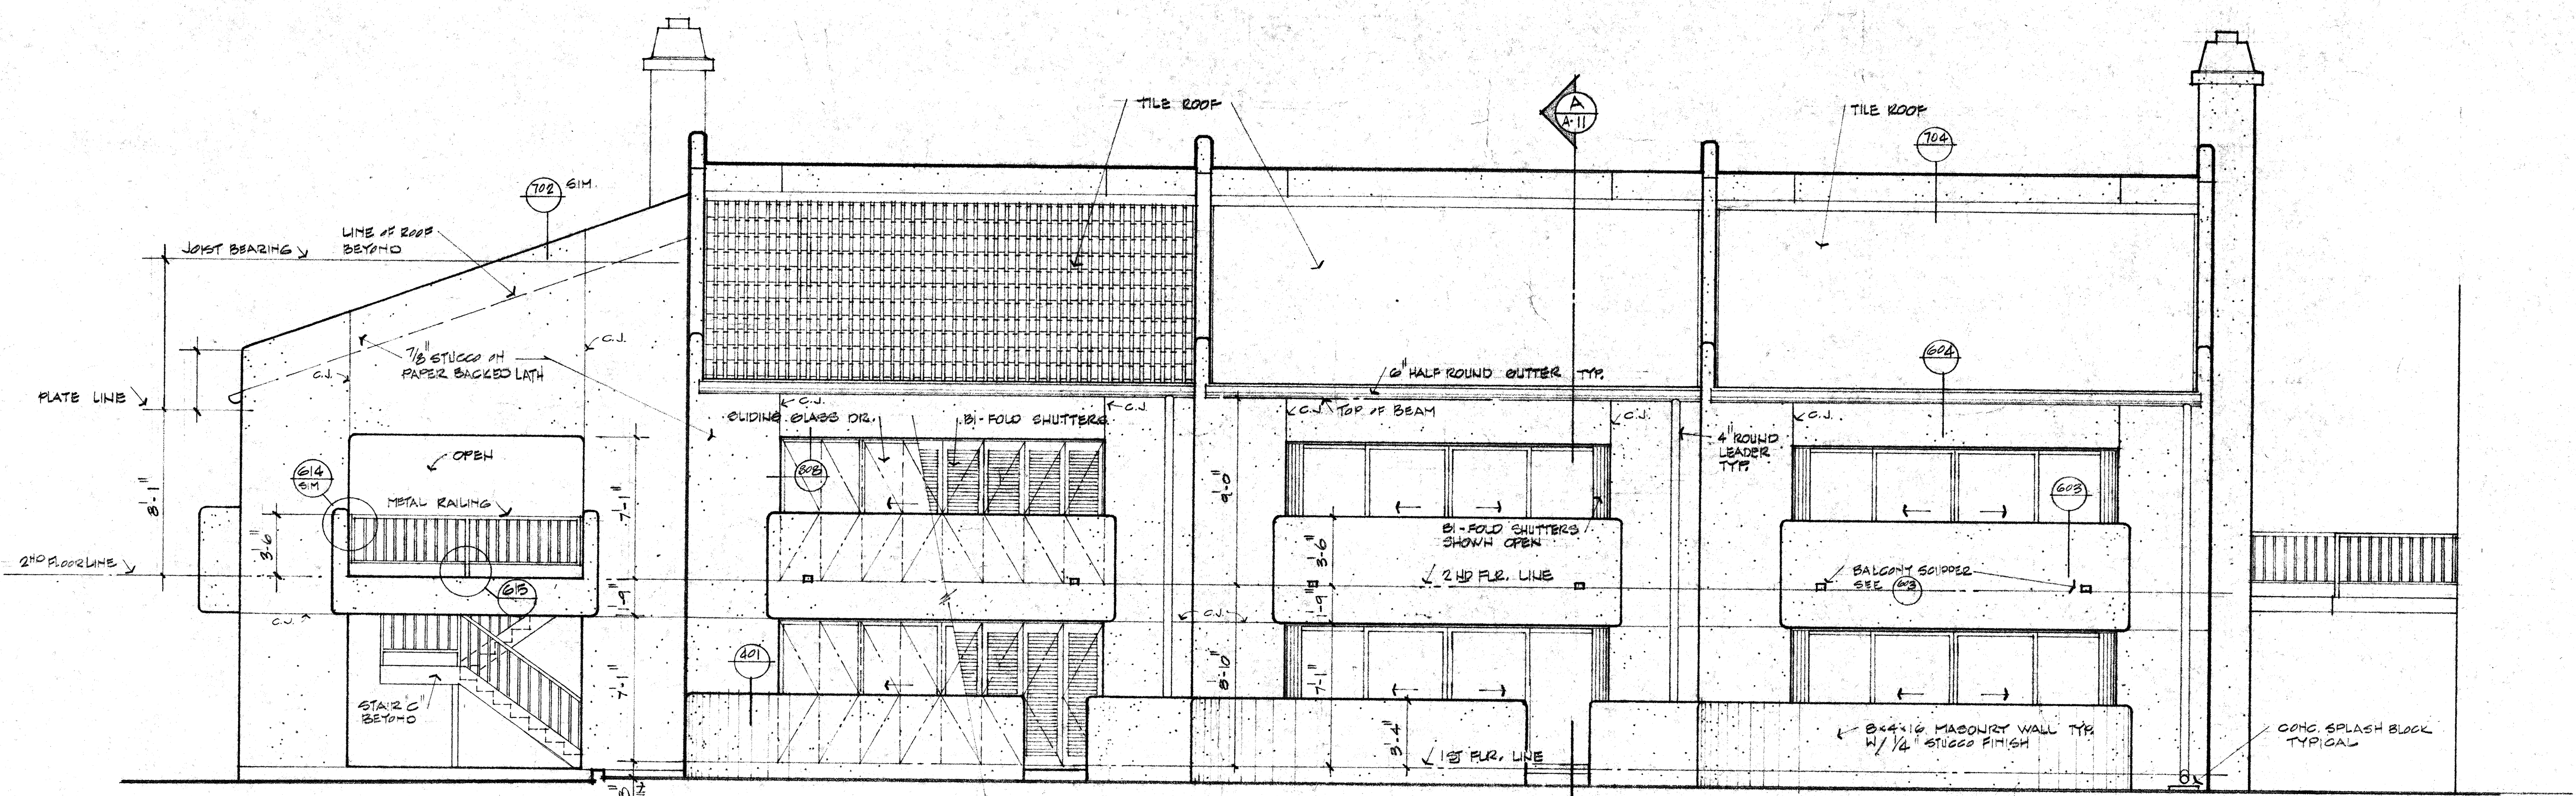 TILE ROOF
A
A-11
TILE ROOF
704
702 SIM.
LINE OF ROOF
BEYOND
JOIST BEARING
C.J.
7/8" STUCCO ON
PAPER BACKED LATH
C.J.
604
6" HALF ROUND GUTTER TYP.
PLATE LINE
C.J.
C.J.
C.J. TOP OF BEAM
C.J.
C.J.
SLIDING GLASS DR.
BI-FOLD SHUTTERS
4" ROUND
LEADER
TYP.
OPEN
614
SIM
808
603
METAL RAILING
8'-1"
7'-1"
9'-0"
BI-FOLD SHUTTERS
SHOWN OPEN
3'-6"
3'-6"
2ND FLOOR LINE
2ND FLR. LINE
BALCONY SCUPPER
SEE 603
615
1'-9"
1'-9"
C.J.
C.J.
401
7'-1"
8'-10"
7'-1"
STAIR "C"
BEYOND
3'-4"
8x4x16 MASONRY WALL TYP.
W/ 1/4" STUCCO FINISH
CONC. SPLASH BLOCK
TYPICAL
1ST FLR. LINE